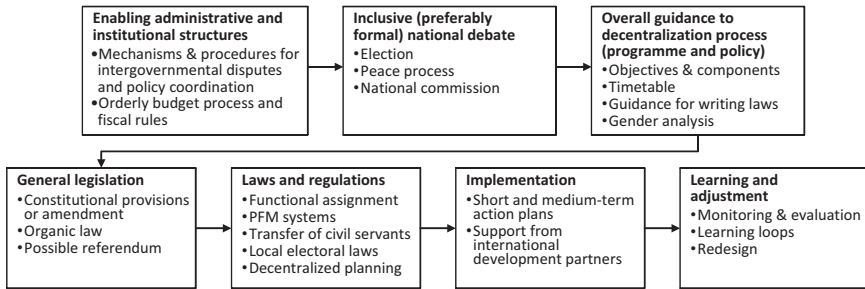 Enabling administrative and
institutional structures
•Mechanisms & procedures for
intergovernmental disputes
and policy coordination
•Orderly budget process and
fiscal rules
Inclusive (preferably
formal) national debate
•Election
•Peace process
•National commission
Overall guidance to
decentralization process
(programme and policy)
•Objectives & components
•Timetable
•Guidance for writing laws
•Gender analysis
General legislation
•Constitutional provisions
or amendment
•Organic law
•Possible referendum
Laws and regulations
•Functional assignment
•PFM systems
•Transfer of civil servants
•Local electoral laws
•Decentralized planning
Implementation
•Short and medium-term
action plans
•Support from
international
development partners
Learning and
adjustment
•Monitoring & evaluation
•Learning loops
•Redesign